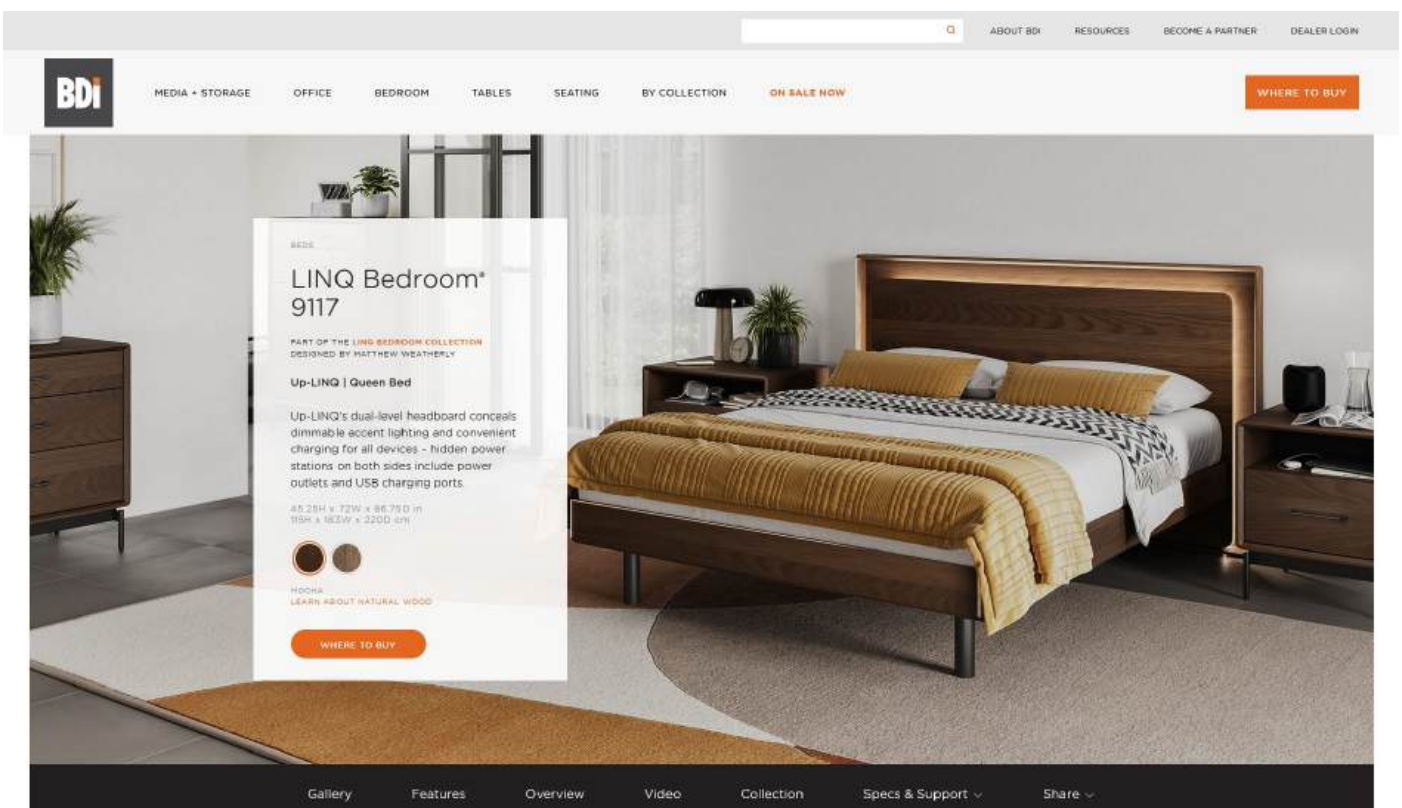 ABOUT BDI RESOURCES BECOME A PARTNER DEALER LOGIN
BDI MEDIA + STORAGE OFFICE BEDROOM TABLES SEATING BY COLLECTION ON SALE NOW WHERE TO BUY
BEDS
LINQ Bedroom®
9117
PART OF THE LINQ BEDROOM COLLECTION
DESIGNED BY MATTHEW WEATHERLY
Up-LINQ | Queen Bed
Up-LINQ's dual-level headboard conceals
dimmable accent lighting and convenient
charging for all devices – hidden power
stations on both sides include power
outlets and USB charging ports.
45.25H x 72W x 86.75D in
115H x 183W x 220D cm
MOCHA
LEARN ABOUT NATURAL WOOD
WHERE TO BUY
Gallery Features Overview Video Collection Specs & Support Share